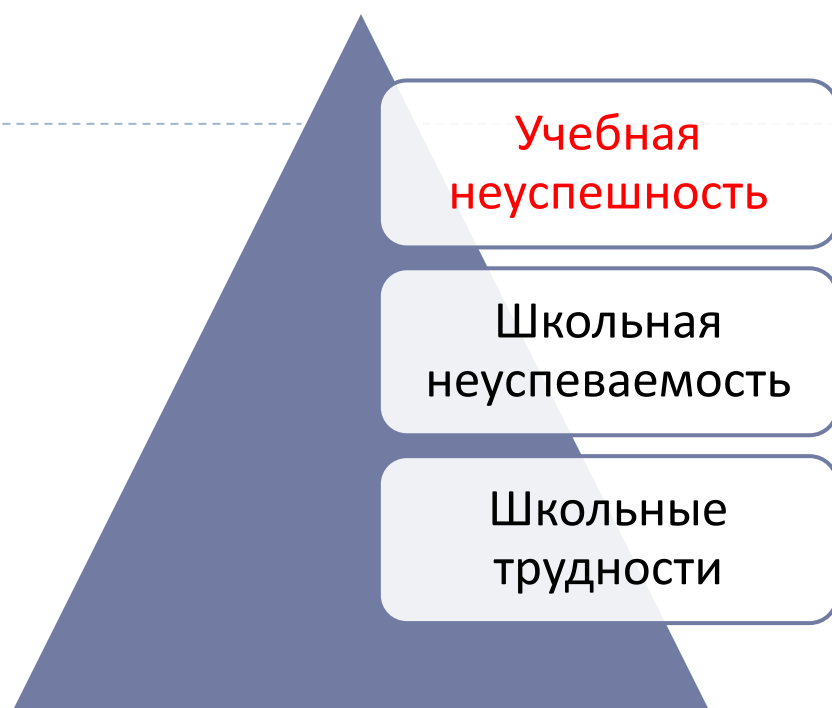 Учебная
неуспешность
Школьная
неуспеваемость
Школьные
трудности